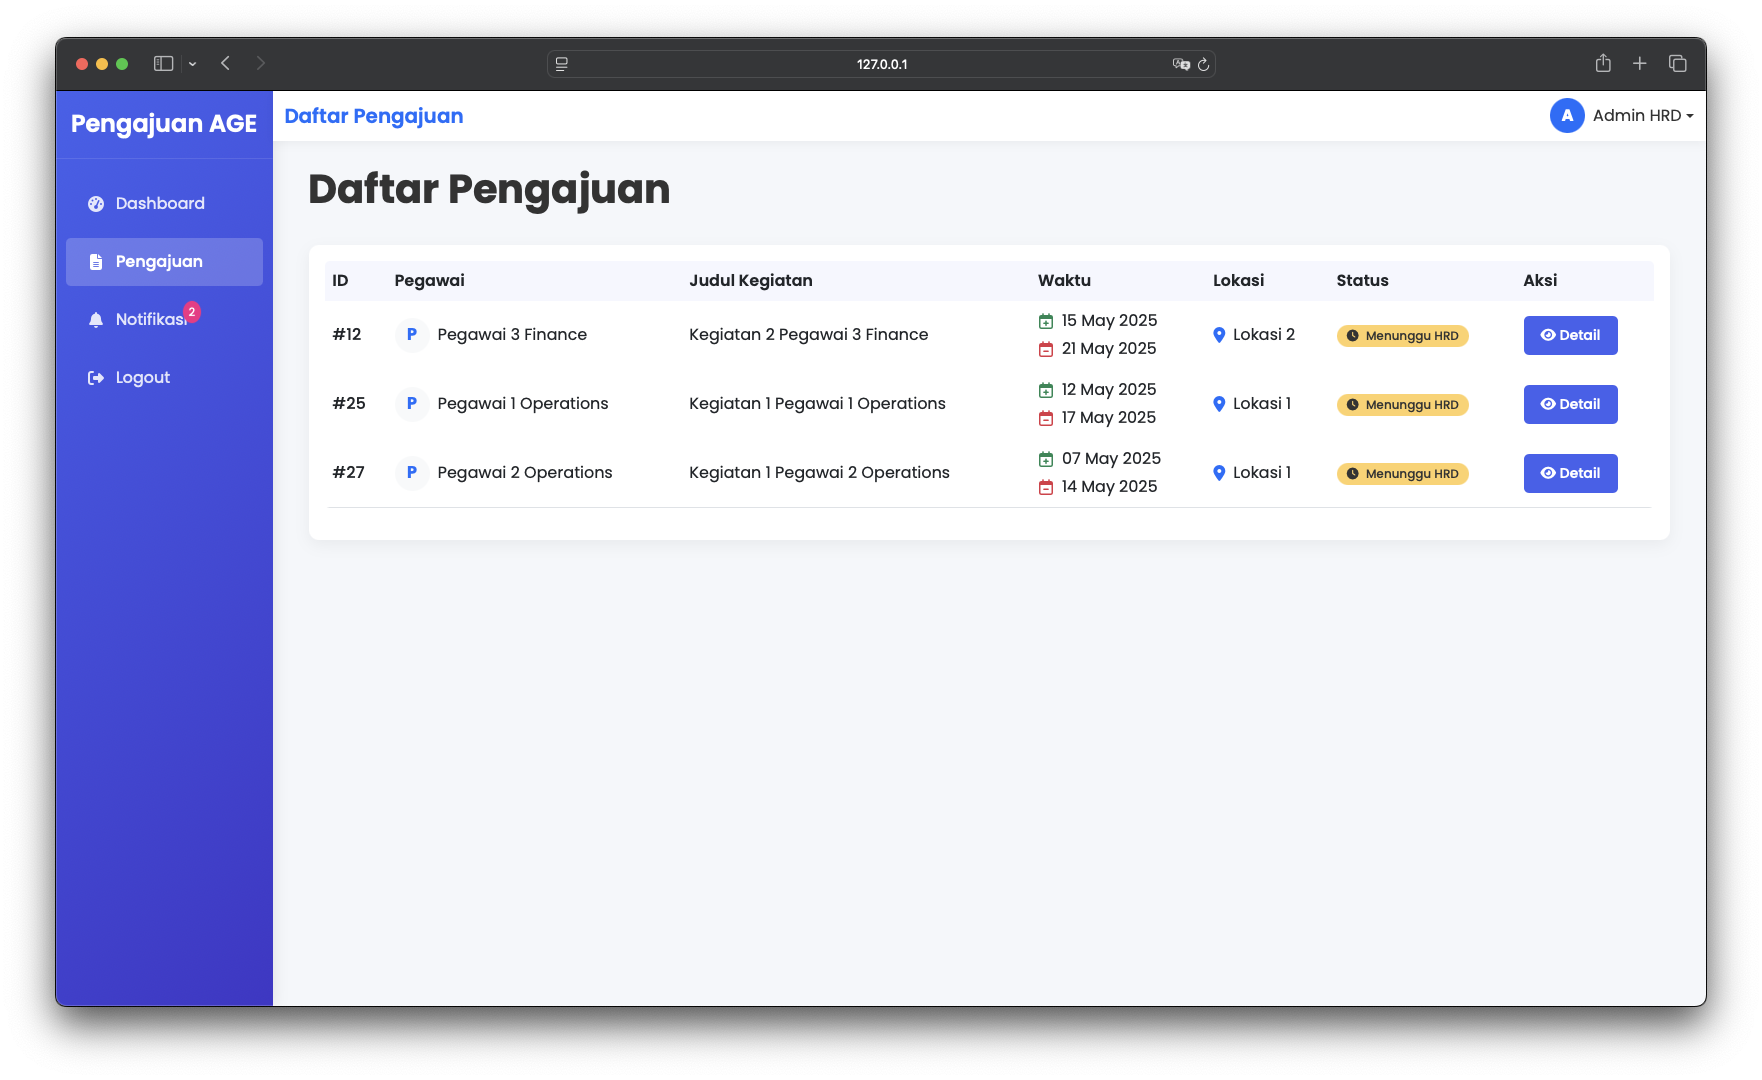 127.0.0.1
Pengajuan AGE
Daftar Pengajuan
A Admin HRD
Dashboard
Pengajuan
Notifikasi 2
Logout
Daftar Pengajuan
ID Pegawai Judul Kegiatan Waktu Lokasi Status Aksi
#12 P Pegawai 3 Finance Kegiatan 2 Pegawai 3 Finance 15 May 2025 Lokasi 2 Menunggu HRD Detail
21 May 2025
#25 P Pegawai 1 Operations Kegiatan 1 Pegawai 1 Operations 12 May 2025 Lokasi 1 Menunggu HRD Detail
17 May 2025
#27 P Pegawai 2 Operations Kegiatan 1 Pegawai 2 Operations 07 May 2025 Lokasi 1 Menunggu HRD Detail
14 May 2025